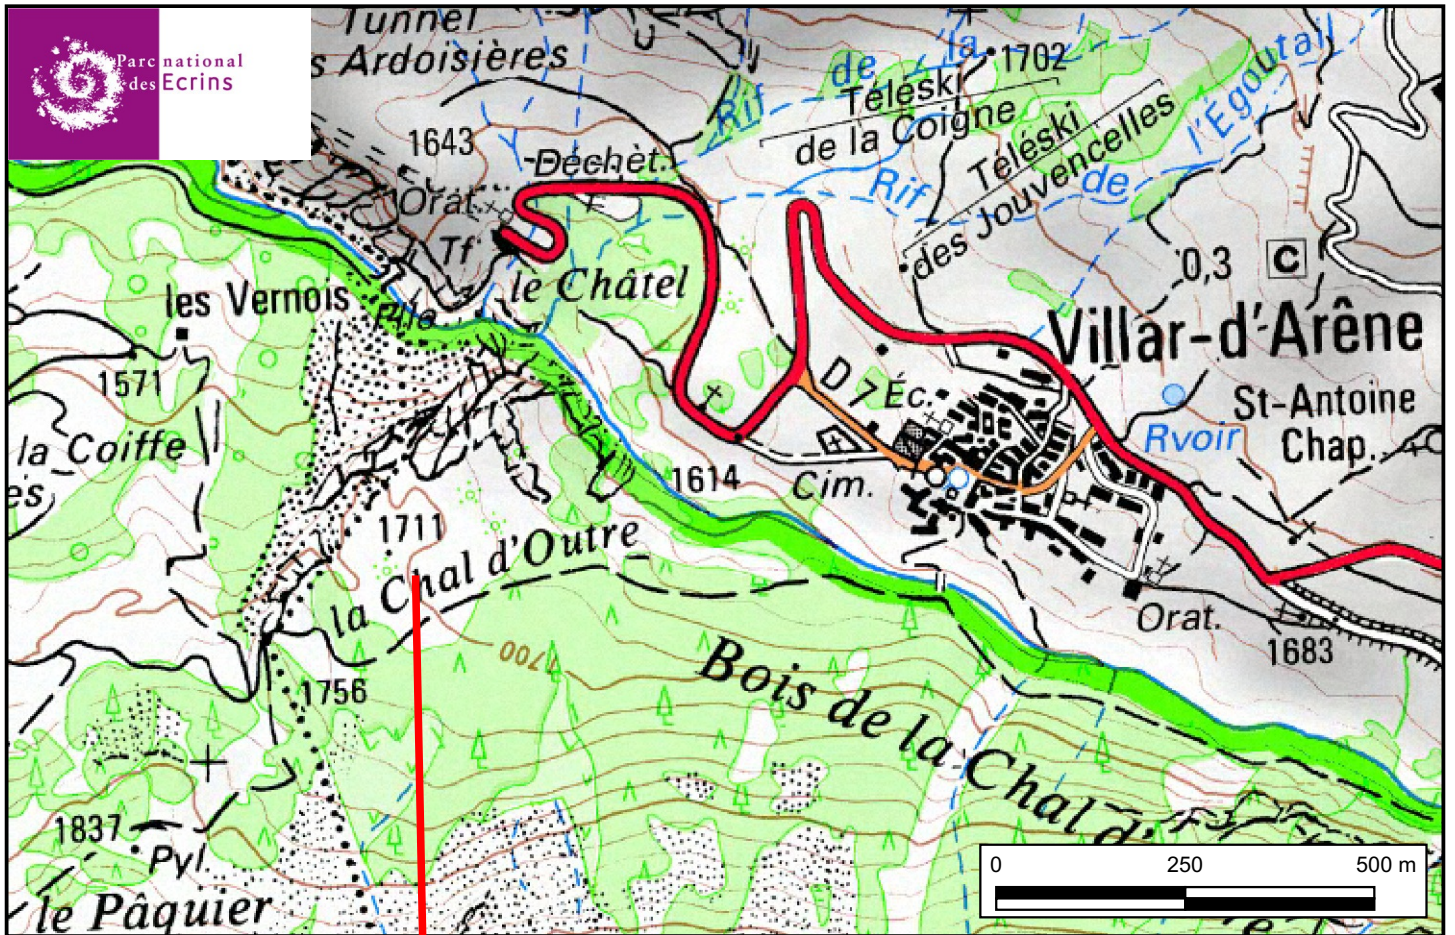 Parc national
des Ecrins
Tunnel
s Ardoisières
1643
Orat.
Tf
Déchèt.
Rif de la
1702
Téléski
de la Coigne
Téléski
des Jouvencelles
Rif de l'Égoutail
le Châtel
les Vernois
1571
0,3
C
Villar-d'Arêne
D 7
Éc.
St-Antoine
Chap.
Rvoir
la Coiffe
es
Cim.
1614
1711
la Chal d'Outre
Orat.
1683
1700
1756
Bois de la Chal d'
1837
Pyl.
le Pâquier
0 250 500 m